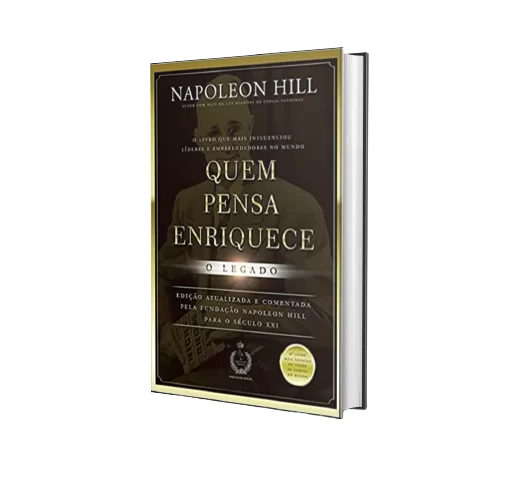 NAPOLEON HILL
AUTOR COM MAIS DE 120 MILHÕES DE CÓPIAS VENDIDAS
O LIVRO QUE MAIS INFLUENCIOU
LÍDERES E EMPREENDEDORES NO MUNDO
QUEM
PENSA
ENRIQUECE
O LEGADO
EDIÇÃO ATUALIZADA E COMENTADA
PELA FUNDAÇÃO NAPOLEON HILL
PARA O SÉCULO XXI